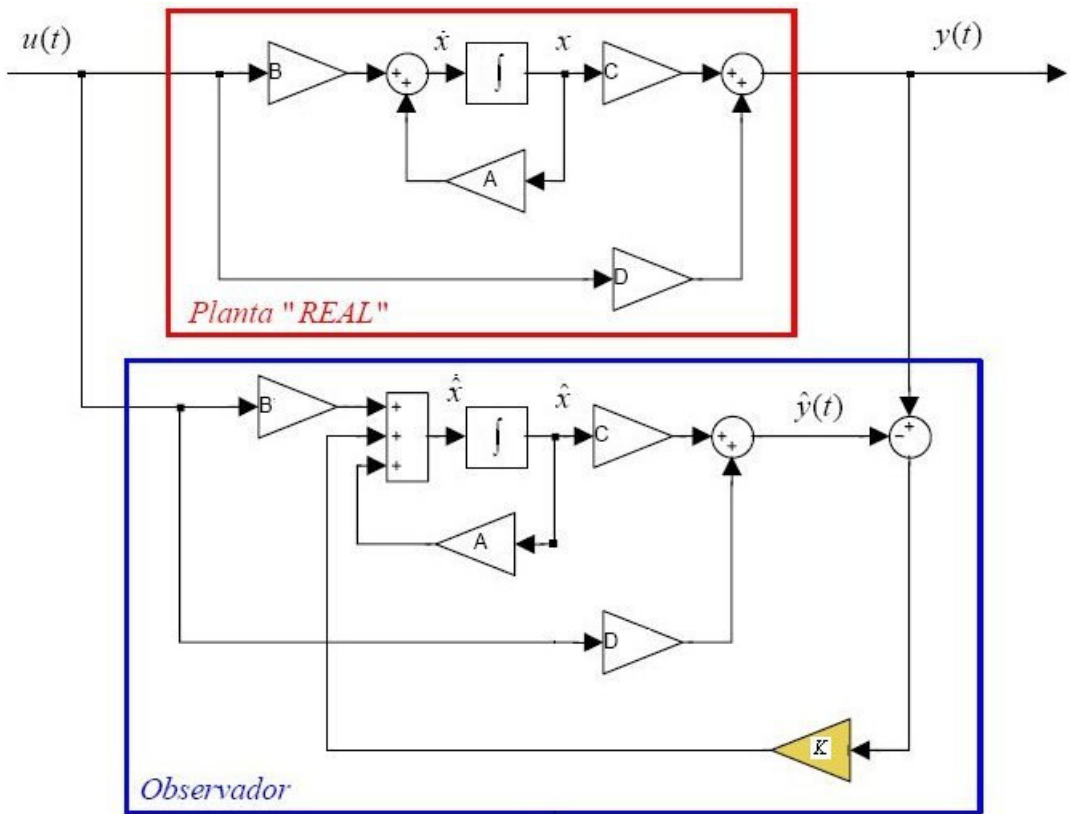 u(t)
B
+
+
ẋ
∫
x
C
+
+
y(t)
A
D
Planta "REAL"
B
+
+
+
x̂̇
∫
x̂
C
+
+
ŷ(t)
+
−
A
D
K
Observador